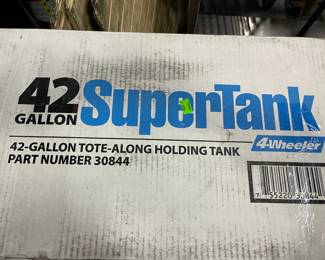 42 GALLON SuperTank
4-Wheeler
42-GALLON TOTE-ALONG HOLDING TANK
PART NUMBER 30844